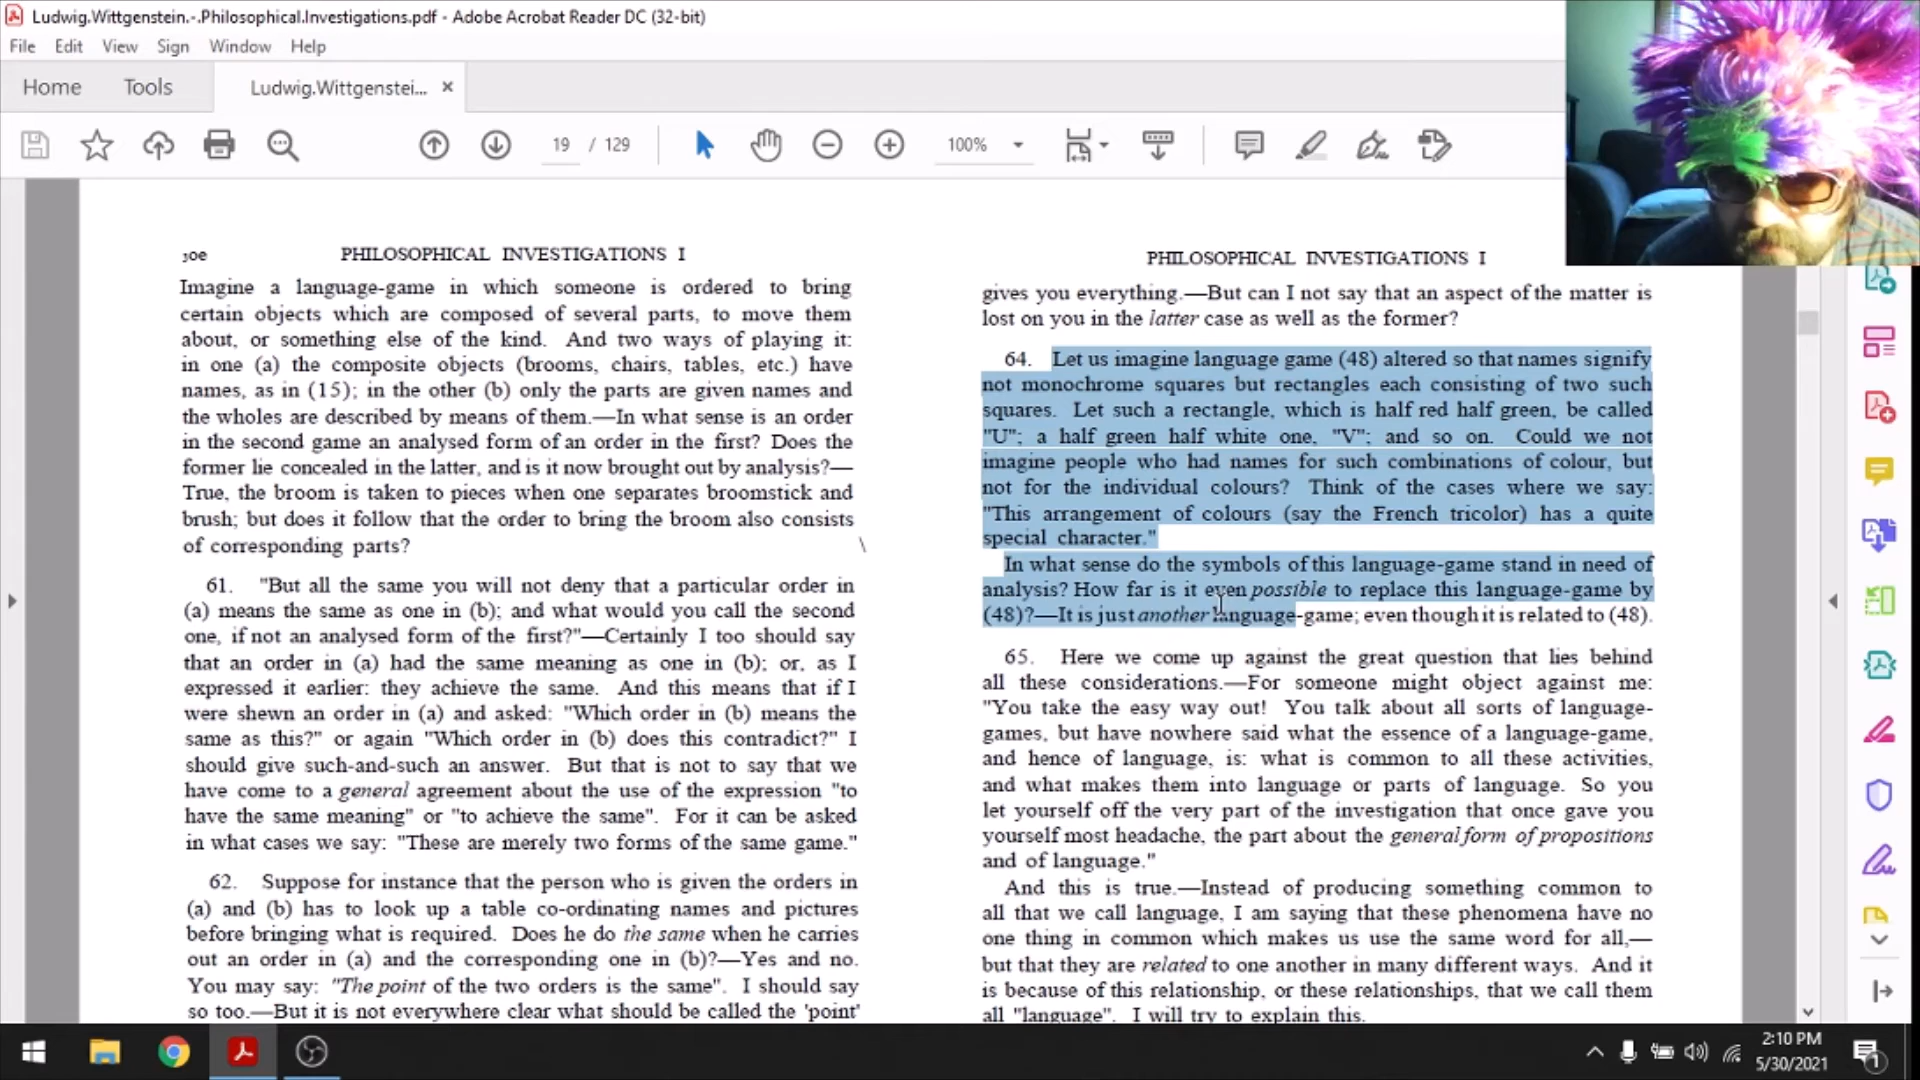 Ludwig.Wittgenstein.-.Philosophical.Investigations.pdf - Adobe Acrobat Reader DC (32-bit)
File Edit View Sign Window Help
Home Tools Ludwig.Wittgenstei...
19 / 129 100%
30e PHILOSOPHICAL INVESTIGATIONS I
Imagine a language-game in which someone is ordered to bring
certain objects which are composed of several parts, to move them
about, or something else of the kind. And two ways of playing it:
in one (a) the composite objects (brooms, chairs, tables, etc.) have
names, as in (15); in the other (b) only the parts are given names and
the wholes are described by means of them.—In what sense is an order
in the second game an analysed form of an order in the first? Does the
former lie concealed in the latter, and is it now brought out by analysis?—
True, the broom is taken to pieces when one separates broomstick and
brush; but does it follow that the order to bring the broom also consists
of corresponding parts? \
61. "But all the same you will not deny that a particular order in
(a) means the same as one in (b); and what would you call the second
one, if not an analysed form of the first?"—Certainly I too should say
that an order in (a) had the same meaning as one in (b); or, as I
expressed it earlier: they achieve the same. And this means that if I
were shewn an order in (a) and asked: "Which order in (b) means the
same as this?" or again "Which order in (b) does this contradict?" I
should give such-and-such an answer. But that is not to say that we
have come to a general agreement about the use of the expression "to
have the same meaning" or "to achieve the same". For it can be asked
in what cases we say: "These are merely two forms of the same game."
62. Suppose for instance that the person who is given the orders in
(a) and (b) has to look up a table co-ordinating names and pictures
before bringing what is required. Does he do the same when he carries
out an order in (a) and the corresponding one in (b)?—Yes and no.
You may say: "The point of the two orders is the same". I should say
so too.—But it is not everywhere clear what should be called the 'point'
PHILOSOPHICAL INVESTIGATIONS I
gives you everything.—But can I not say that an aspect of the matter is
lost on you in the latter case as well as the former?
64. Let us imagine language game (48) altered so that names signify
not monochrome squares but rectangles each consisting of two such
squares. Let such a rectangle, which is half red half green, be called
"U"; a half green half white one, "V"; and so on. Could we not
imagine people who had names for such combinations of colour, but
not for the individual colours? Think of the cases where we say:
"This arrangement of colours (say the French tricolor) has a quite
special character."
In what sense do the symbols of this language-game stand in need of
analysis? How far is it even possible to replace this language-game by
(48)?—It is just another language-game; even though it is related to (48).
65. Here we come up against the great question that lies behind
all these considerations.—For someone might object against me:
"You take the easy way out! You talk about all sorts of language-
games, but have nowhere said what the essence of a language-game,
and hence of language, is: what is common to all these activities,
and what makes them into language or parts of language. So you
let yourself off the very part of the investigation that once gave you
yourself most headache, the part about the general form of propositions
and of language."
And this is true.—Instead of producing something common to
all that we call language, I am saying that these phenomena have no
one thing in common which makes us use the same word for all,—
but that they are related to one another in many different ways. And it
is because of this relationship, or these relationships, that we call them
all "language". I will try to explain this.
2:10 PM
5/30/2021
1